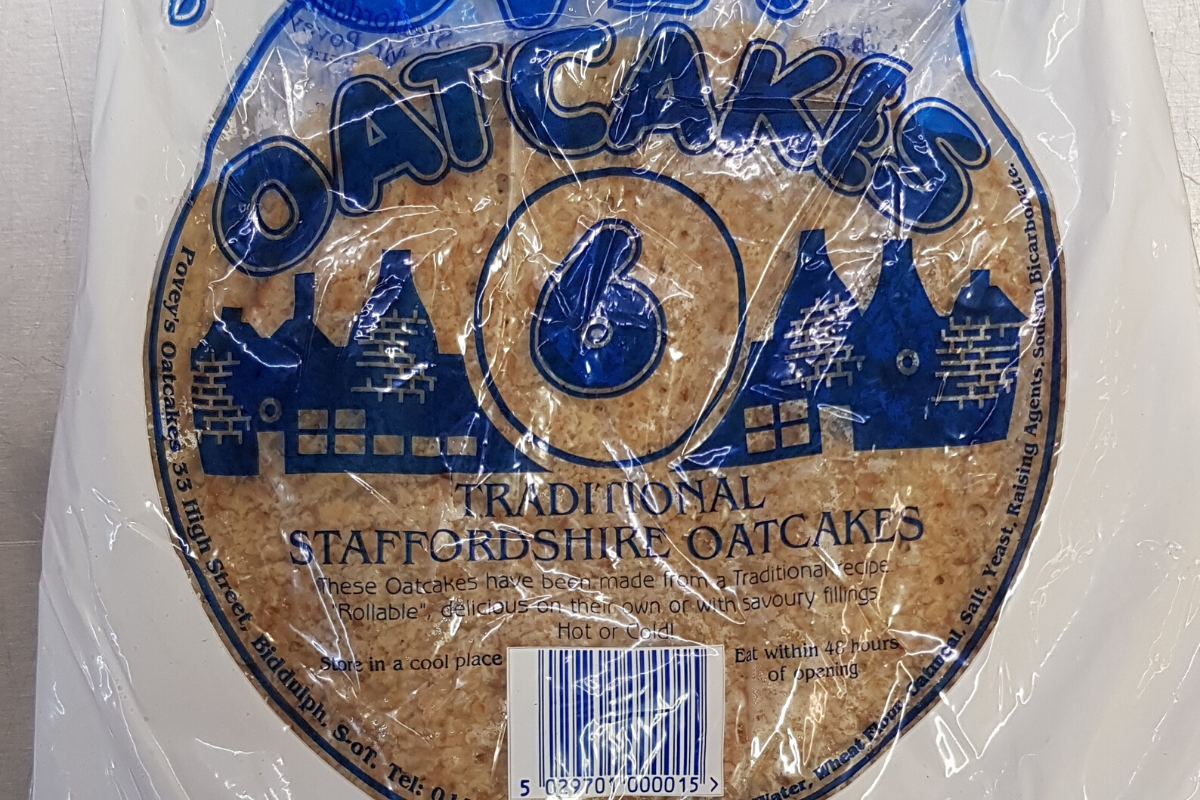 OATCAKES
6
TRADITIONAL
STAFFORDSHIRE OATCAKES
These Oatcakes have been made from a Traditional recipe.
"Rollable", delicious on their own or with savoury fillings
Hot or Cold!
Store in a cool place
Eat within 48 hours
of opening
5 029701 000015 >
Povey's Oatcakes 33 High Street, Biddulph. S-oT. Tel:
Water, Wheat Flour, Oatmeal, Salt, Yeast, Raising Agents, Sodium Bicarbonate.